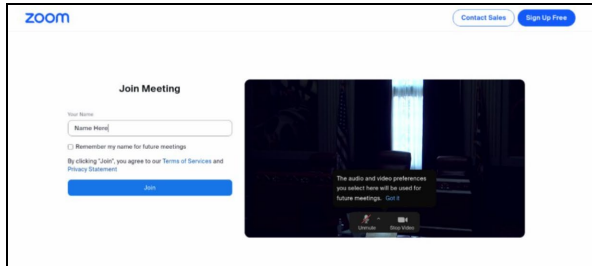 zoom
Contact Sales
Sign Up Free
Join Meeting
Your Name
Name Here
Remember my name for future meetings
By clicking "Join", you agree to our Terms of Services and
Privacy Statement
Join
The audio and video preferences
you select here will be used for
future meetings. Got it
Unmute
Stop Video